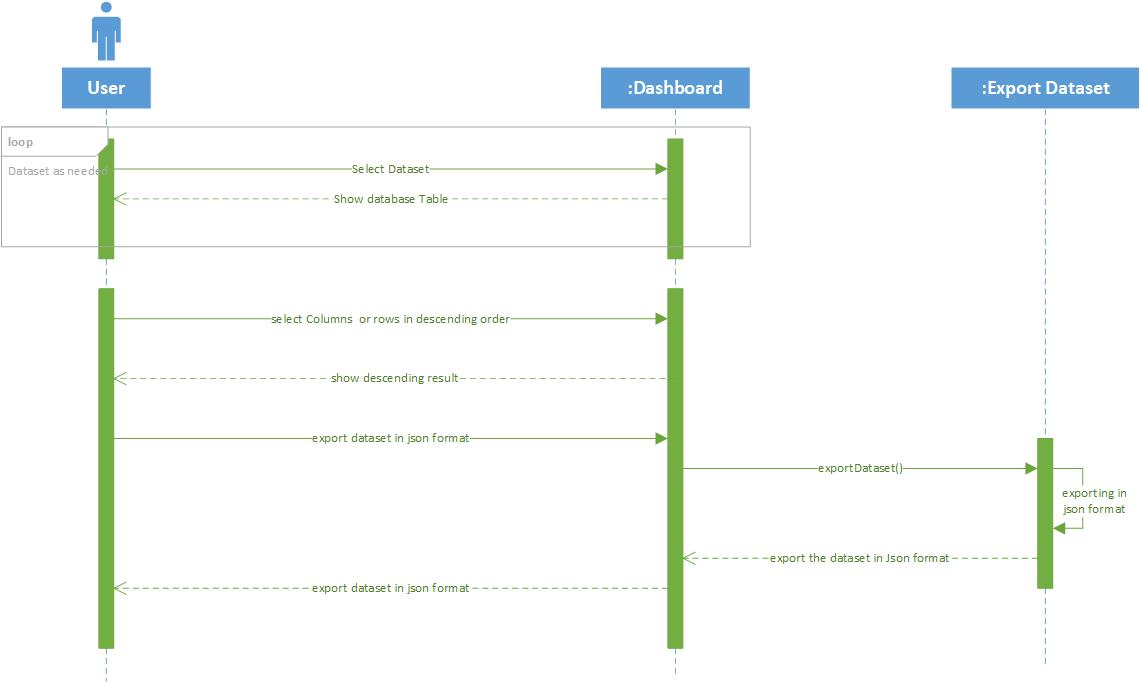 User
:Dashboard
:Export Dataset
loop
Dataset as needed
Select Dataset
Show database Table
select Columns  or rows in descending order
show descending result
export dataset in json format
exportDataset()
exporting in
json format
export the dataset in Json format
export dataset in json format